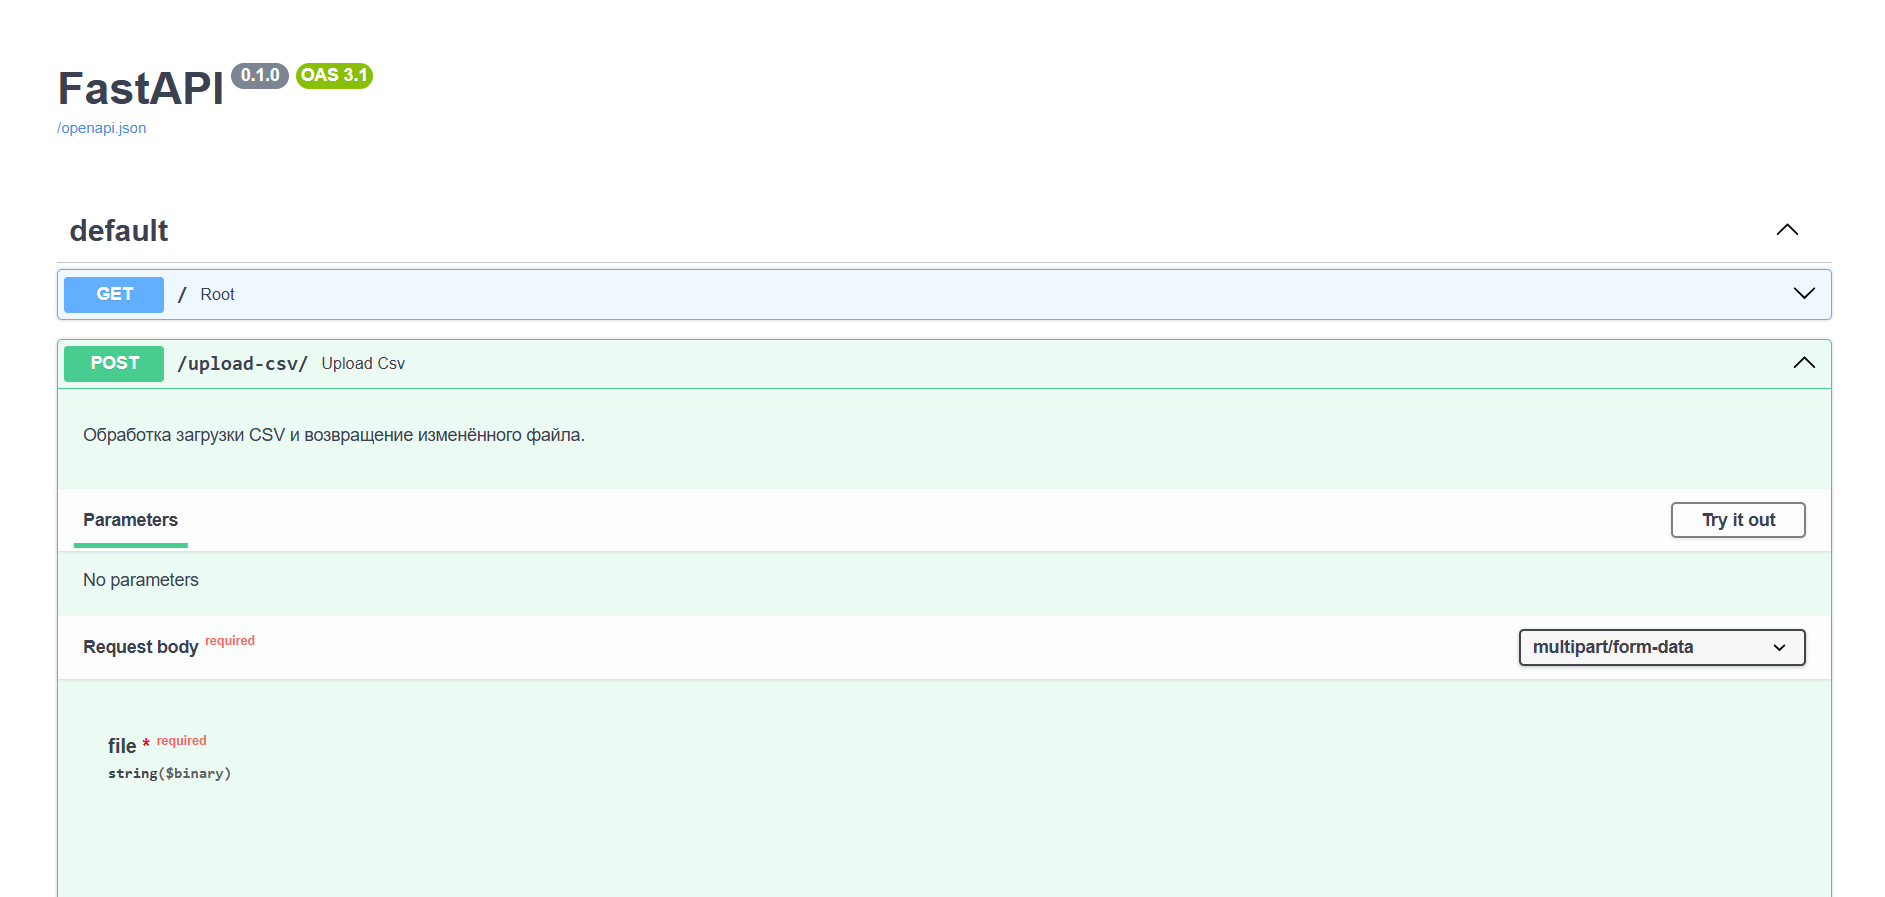 FastAPI 0.1.0 OAS 3.1
/openapi.json
default
GET / Root
POST /upload-csv/ Upload Csv
Обработка загрузки CSV и возвращение изменённого файла.
Parameters Try it out
No parameters
Request body required multipart/form-data
file * required
string($binary)